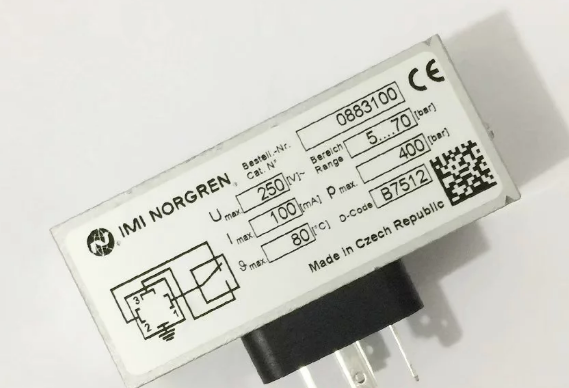 IMI NORGREN
Bestell.-Nr.
Cat. N°
0883100
CE
U max. 250 [V]~
Bereich
Range
5....70 [bar]
I max. 100 [mA]
p max. 400 [bar]
ϑ max. 80 [°C]
D-Code B7512
Made in Czech Republic
3
2
1